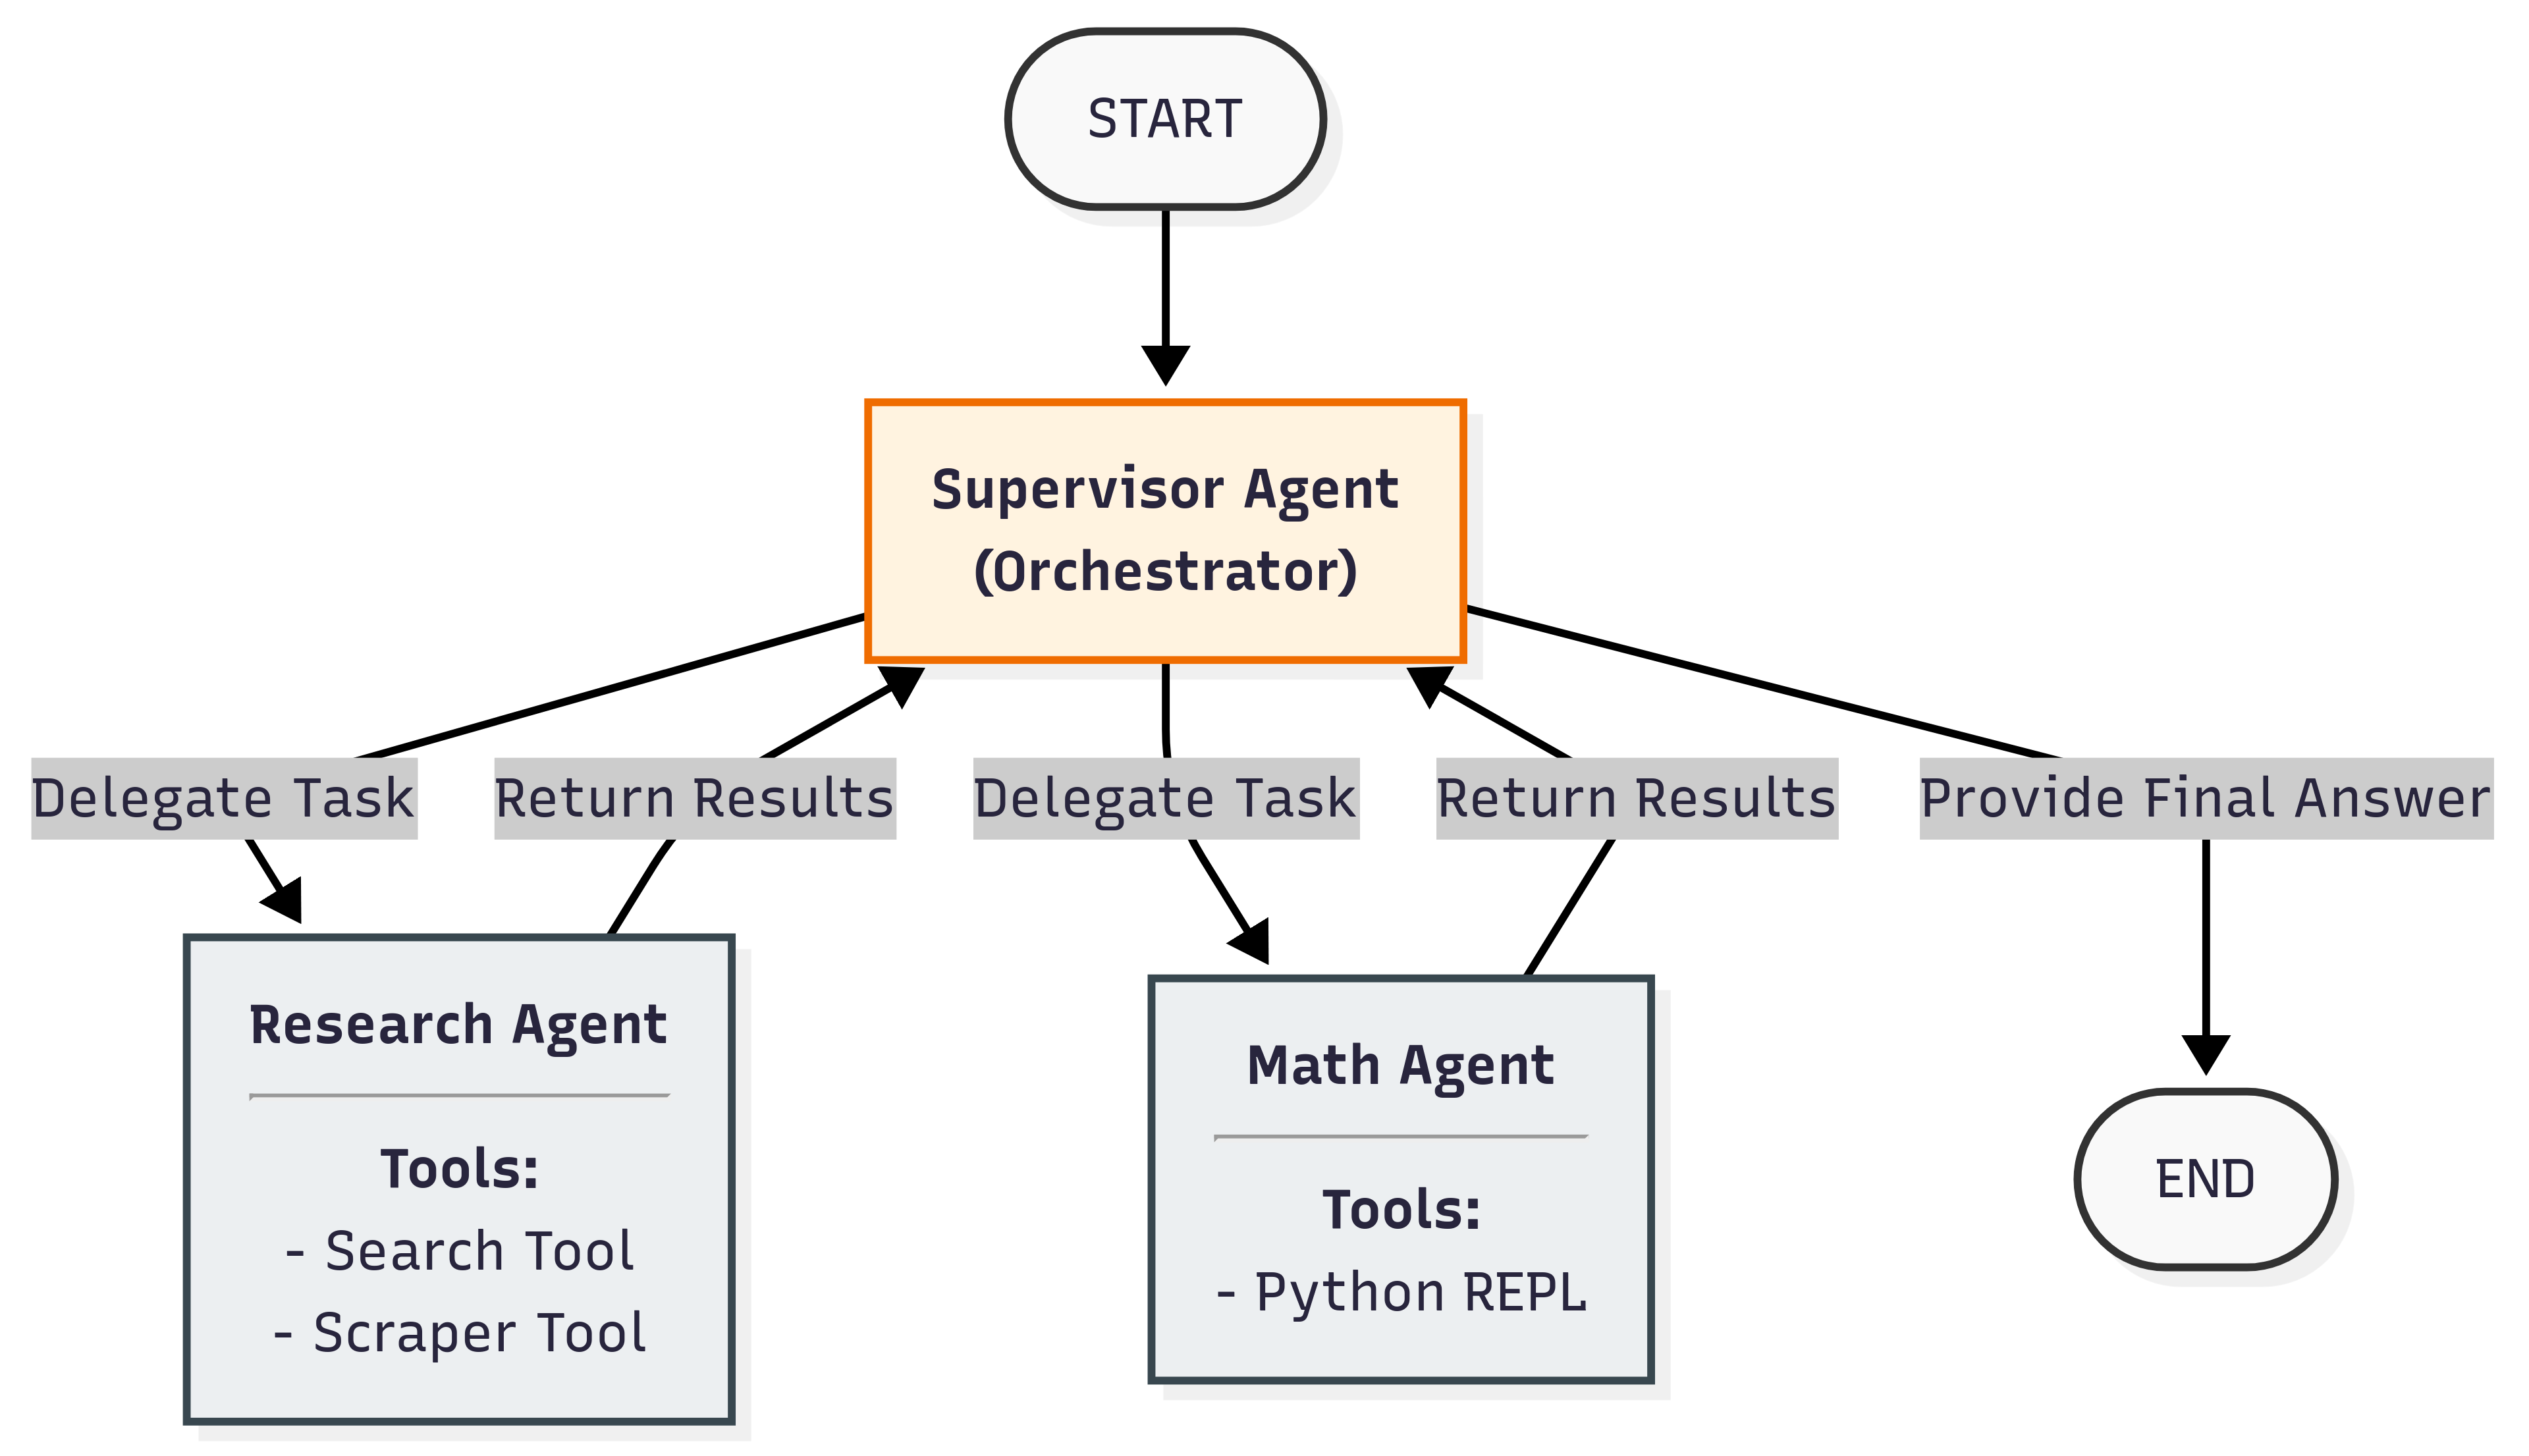 START
Supervisor Agent
(Orchestrator)
Delegate Task
Return Results
Delegate Task
Return Results
Provide Final Answer
Research Agent
Tools:
- Search Tool
- Scraper Tool
Math Agent
Tools:
- Python REPL
END